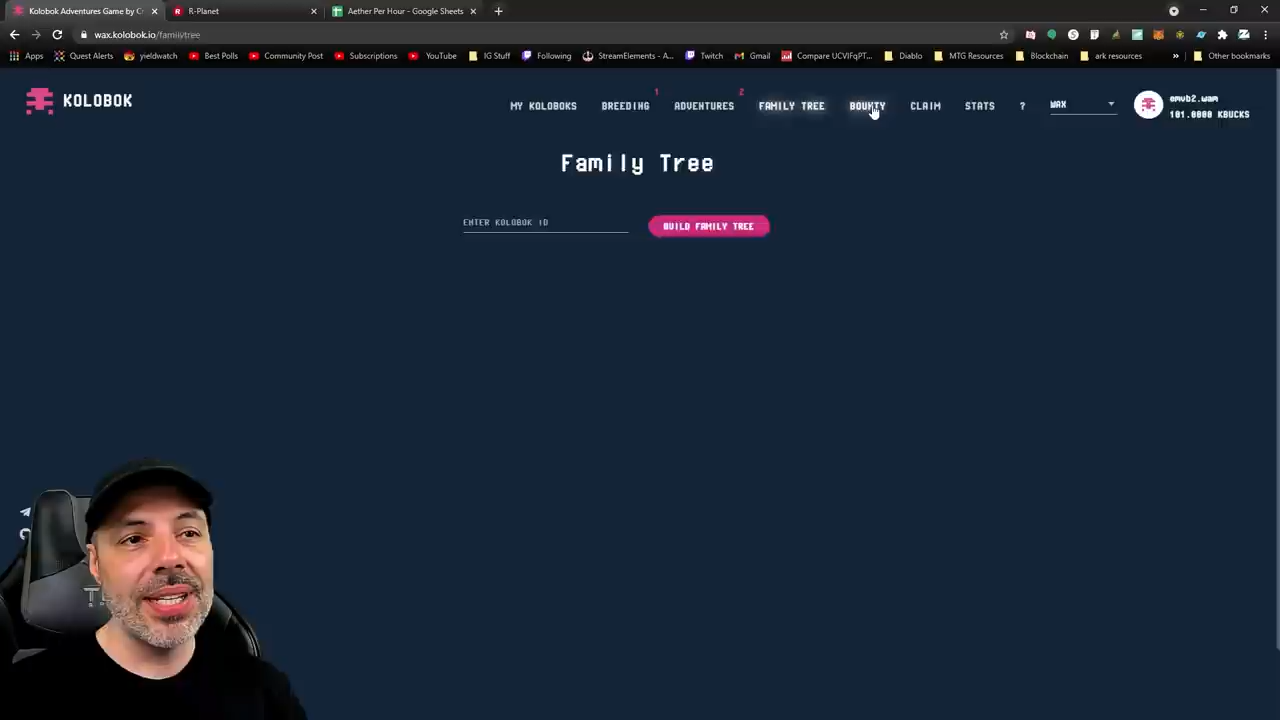 Kolobok Adventures Game by Cr
R-Planet
Aether Per Hour - Google Sheets
wax.kolobok.io/familytree
Apps
Quest Alerts
yieldwatch
Best Polls
Community Post
Subscriptions
YouTube
IG Stuff
Following
StreamElements - A...
Twitch
Gmail
Compare UCVIFqPT...
Diablo
MTG Resources
Blockchain
ark resources
Other bookmarks
KOLOBOK
MY KOLOBOKS
BREEDING
1
ADVENTURES
2
FAMILY TREE
BOUNTY
CLAIM
STATS
?
WAX
emvb2.wam
101.0000 KBUCKS
Family Tree
ENTER KOLOBOK ID
BUILD FAMILY TREE